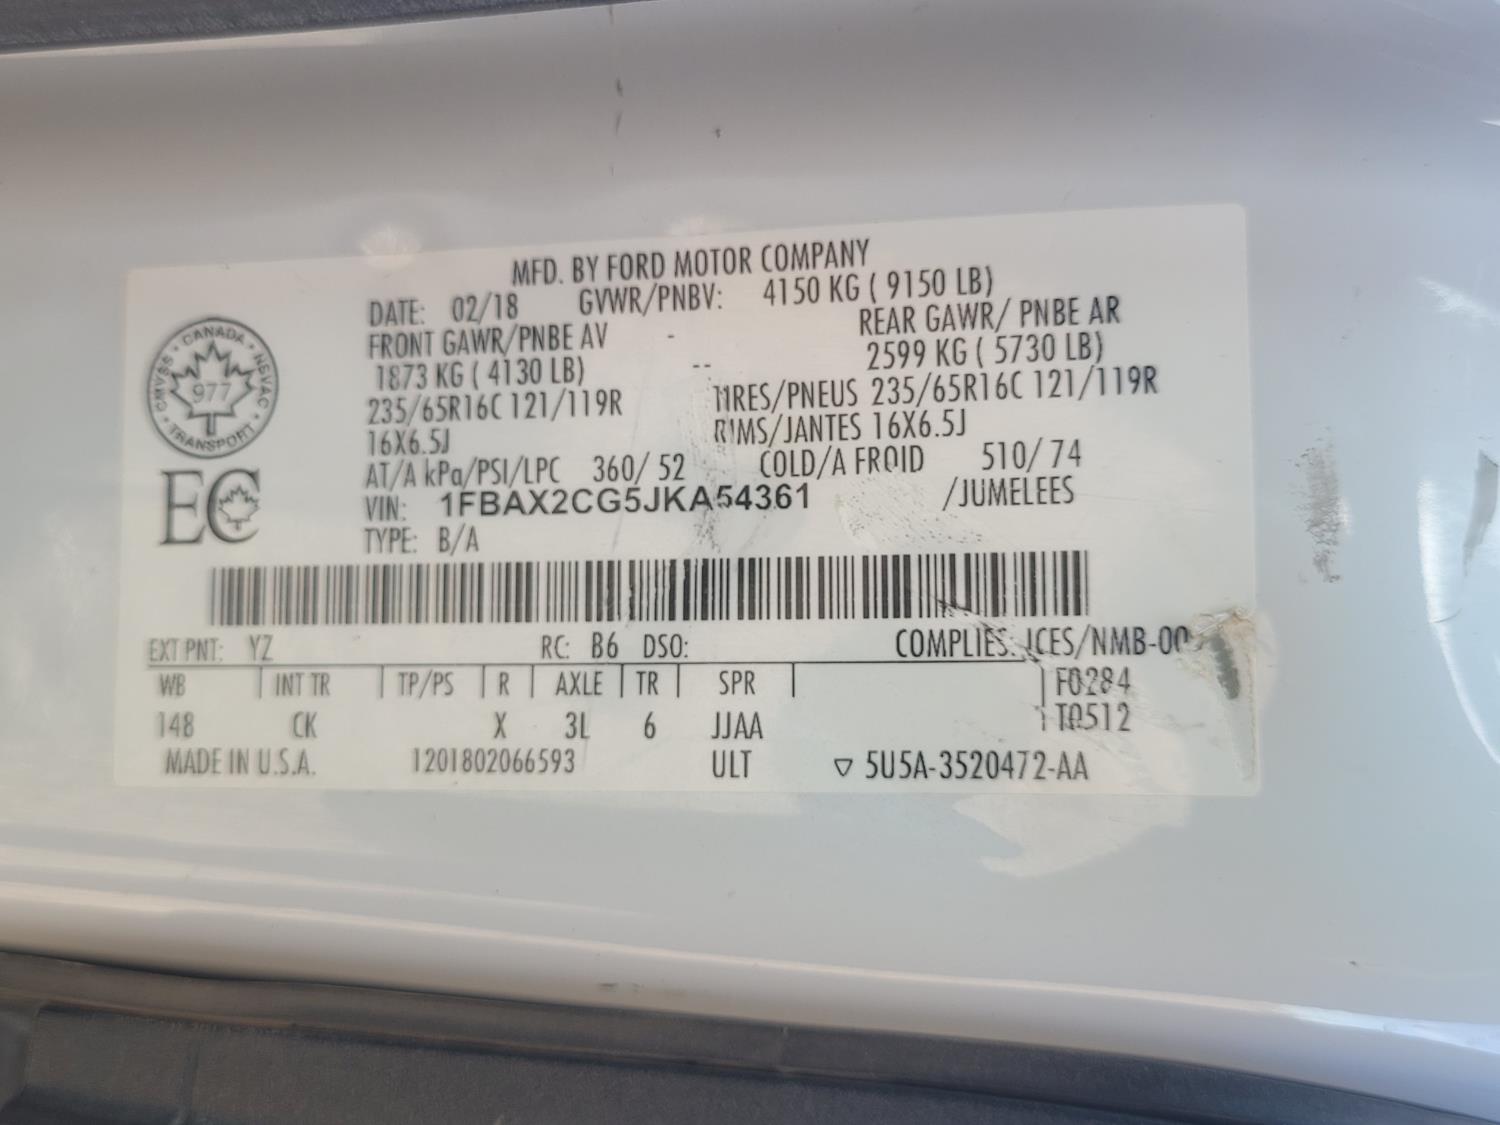 MFD. BY FORD MOTOR COMPANY
DATE: 02/18 GVWR/PNBV: 4150 KG ( 9150 LB)
FRONT GAWR/PNBE AV - REAR GAWR/ PNBE AR
1873 KG ( 4130 LB) -- 2599 KG ( 5730 LB)
235/65R16C 121/119R TIRES/PNEUS 235/65R16C 121/119R
16X6.5J RIMS/JANTES 16X6.5J
AT/A kPa/PSI/LPC 360/ 52 COLD/A FROID 510/ 74
VIN: 1FBAX2CG5JKA54361 /JUMELEES
TYPE: B/A
CANADA
CMVSS NSVAC
977
TRANSPORT
EC
EXT PNT: YZ RC: B6 DSO: COMPLIES: ICES/NMB-00
WB INT TR TP/PS R AXLE TR SPR F0284
148 CK X 3L 6 JJAA T0512
MADE IN U.S.A. 1201802066593 ULT ▽ 5U5A-3520472-AA